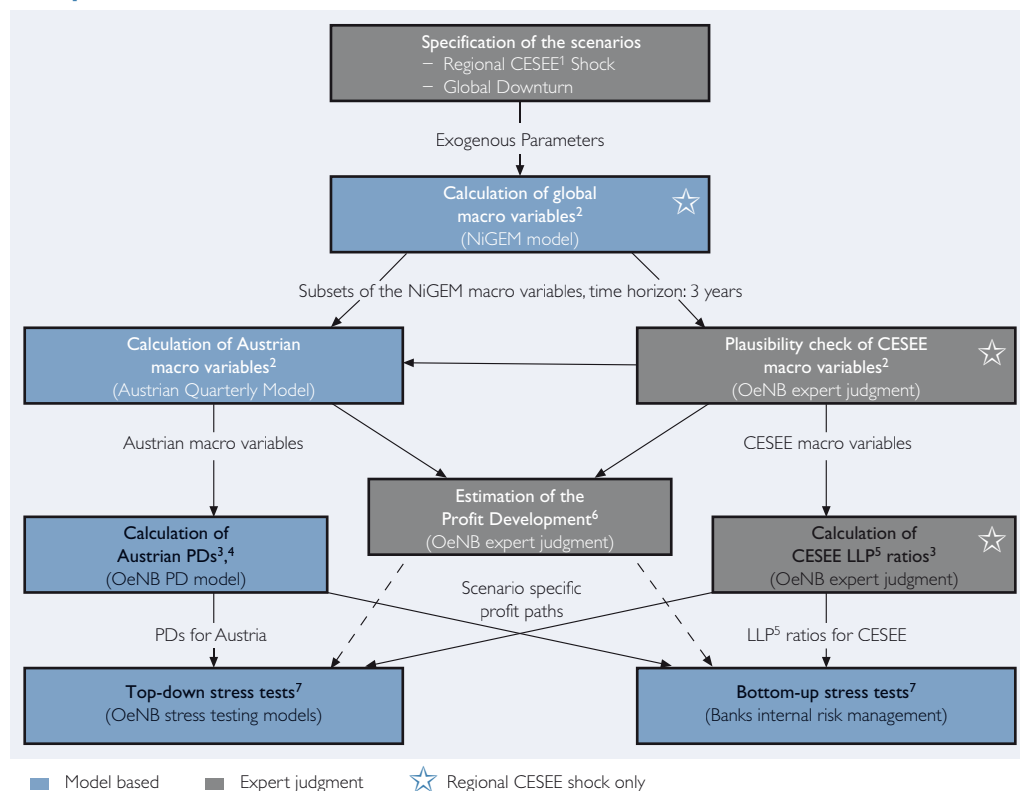 Specification of the scenarios
– Regional CESEE¹ Shock
– Global Downturn
Exogenous Parameters
Calculation of global
macro variables²
(NiGEM model)
Subsets of the NiGEM macro variables, time horizon: 3 years
Calculation of Austrian
macro variables²
(Austrian Quarterly Model)
Plausibility check of CESEE
macro variables²
(OeNB expert judgment)
Austrian macro variables
CESEE macro variables
Estimation of the
Profit Development⁶
(OeNB expert judgment)
Calculation of
Austrian PDs³,⁴
(OeNB PD model)
Calculation of
CESEE LLP⁵ ratios³
(OeNB expert judgment)
Scenario specific
profit paths
PDs for Austria
LLP⁵ ratios for CESEE
Top-down stress tests⁷
(OeNB stress testing models)
Bottom-up stress tests⁷
(Banks internal risk management)
Model based
Expert judgment
Regional CESEE shock only